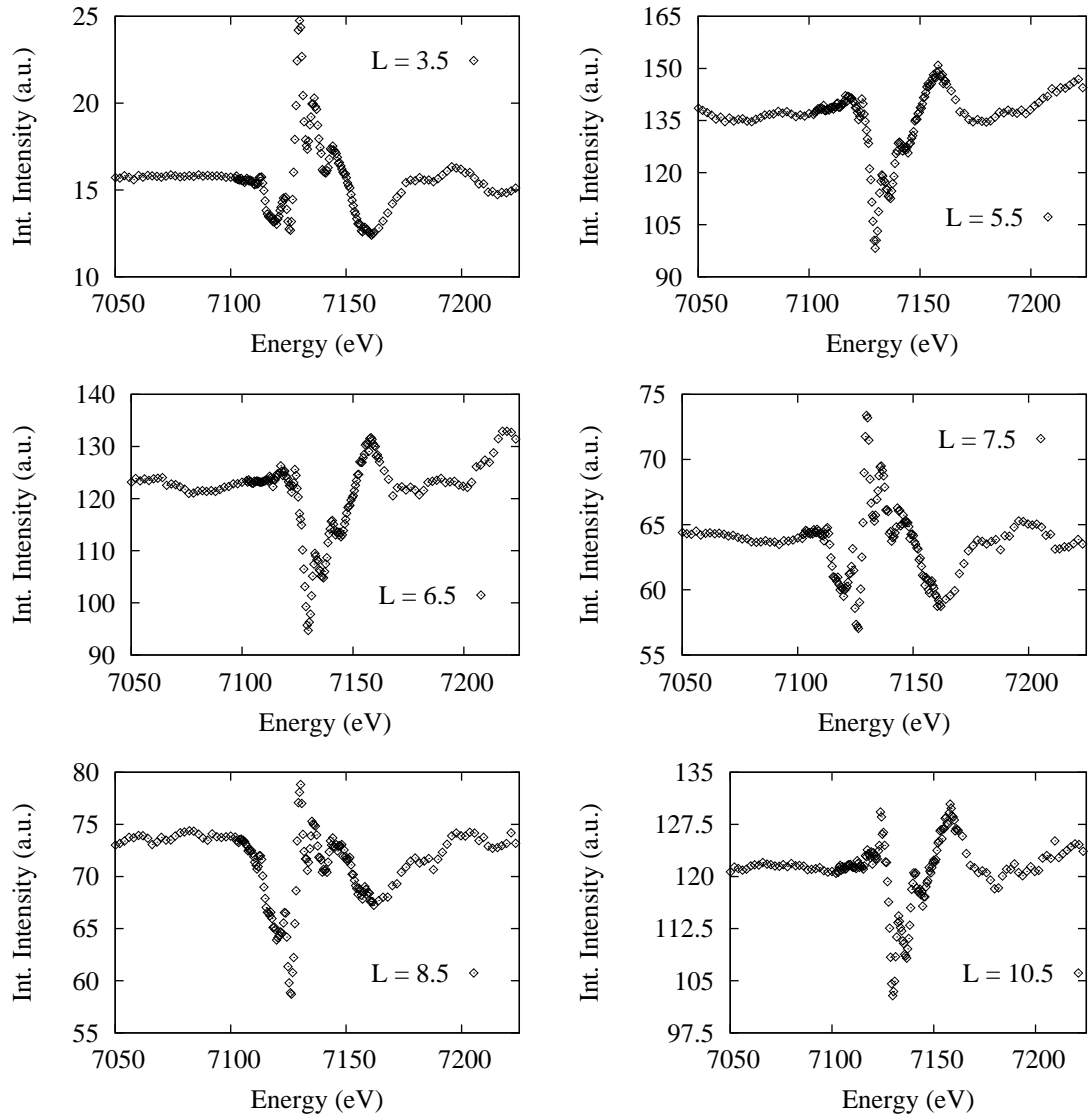 25
20
15
10
Int. Intensity (a.u.)
L = 3.5
7050 7100 7150 7200
Energy (eV)
165
150
135
120
105
90
Int. Intensity (a.u.)
L = 5.5
7050 7100 7150 7200
Energy (eV)
140
130
120
110
100
90
Int. Intensity (a.u.)
L = 6.5
7050 7100 7150 7200
Energy (eV)
75
70
65
60
55
Int. Intensity (a.u.)
L = 7.5
7050 7100 7150 7200
Energy (eV)
80
75
70
65
60
55
Int. Intensity (a.u.)
L = 8.5
7050 7100 7150 7200
Energy (eV)
135
127.5
120
112.5
105
97.5
Int. Intensity (a.u.)
L = 10.5
7050 7100 7150 7200
Energy (eV)